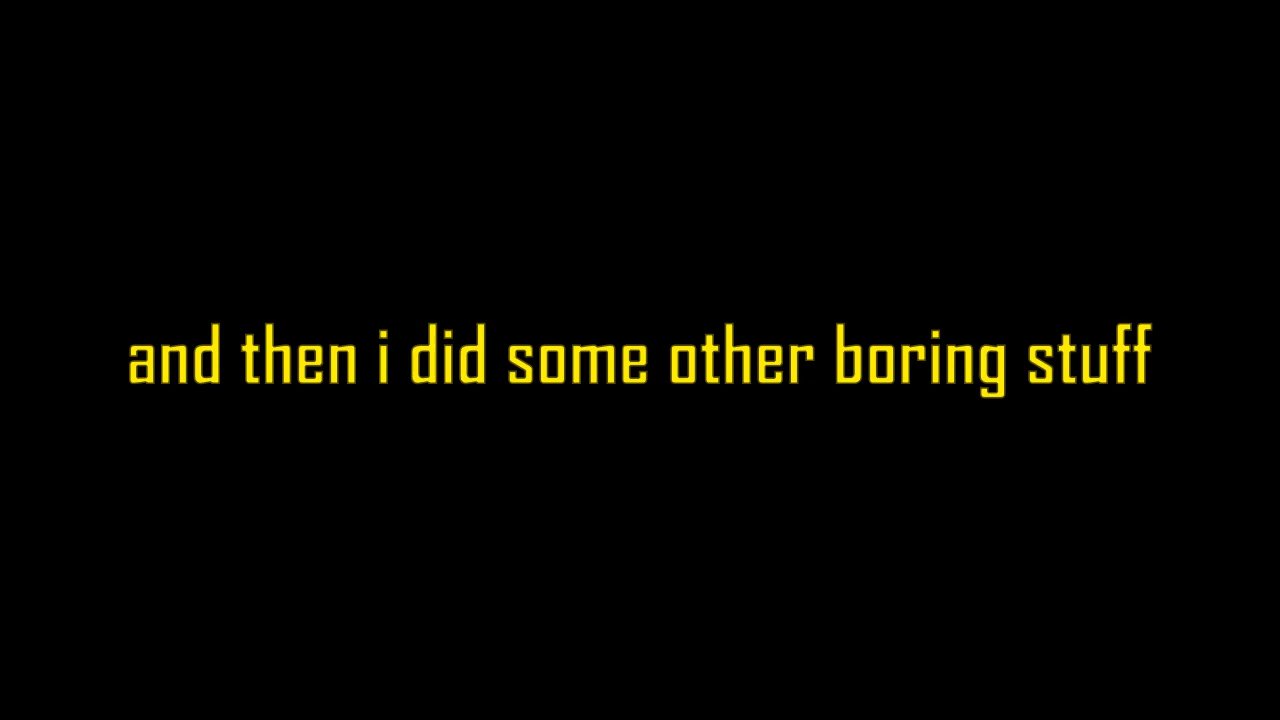 and then i did some other boring stuff